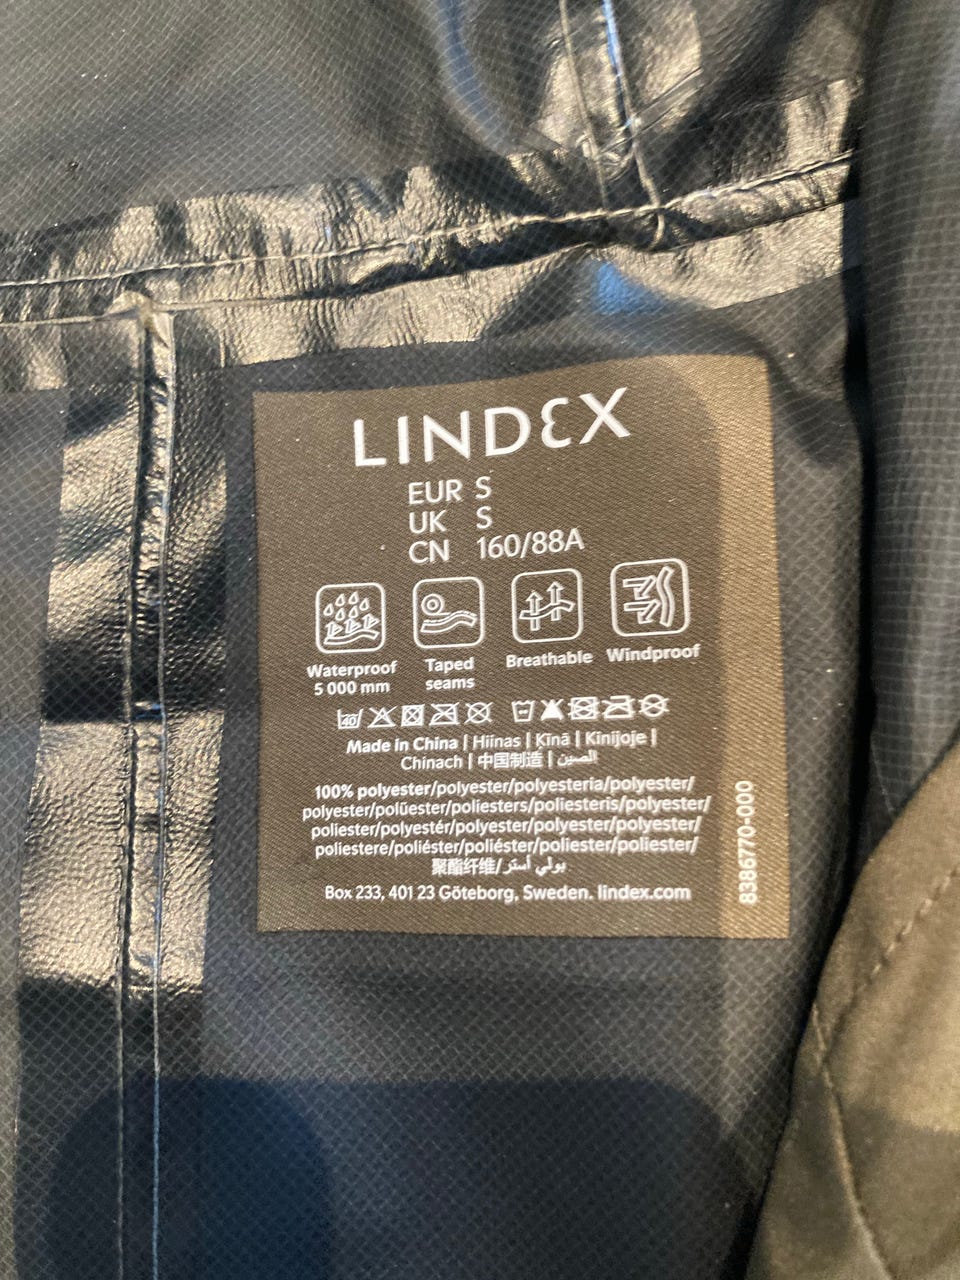 LINDEX
EUR S
UK S
CN 160/88A
Waterproof
5 000 mm
Taped
seams
Breathable
Windproof
40
Made in China | Hiinas | Ķīnā | Kinijoje |
Chinach | 中国制造 | الصين
100% polyester/polyester/polyesteria/polyester/
polyester/polüester/poliesters/poliesteris/polyester/
poliester/polyestér/polyester/polyester/polyester/
poliestere/poliéster/poliéster/poliester/poliester/
聚酯纤维/بولي أستر
Box 233, 401 23 Göteborg, Sweden. lindex.com
8386770-000